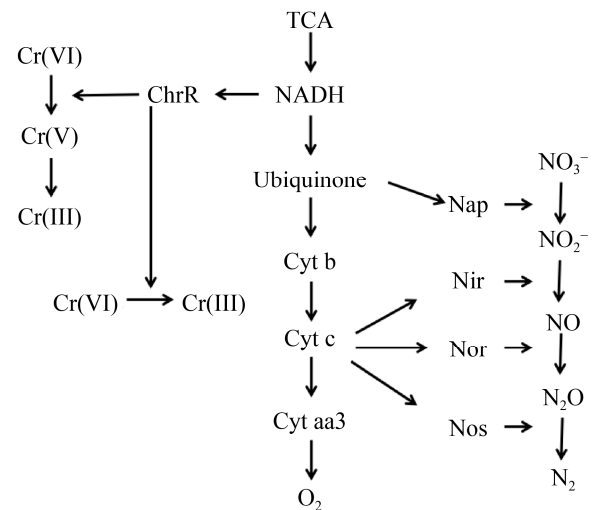 TCA
Cr(VI)
ChrR
NADH
Cr(V)
Cr(III)
Ubiquinone
NO₃⁻
Nap
NO₂⁻
Cyt b
Nir
Cr(VI)
Cr(III)
Cyt c
Nor
NO
N₂O
Cyt aa3
Nos
N₂
O₂